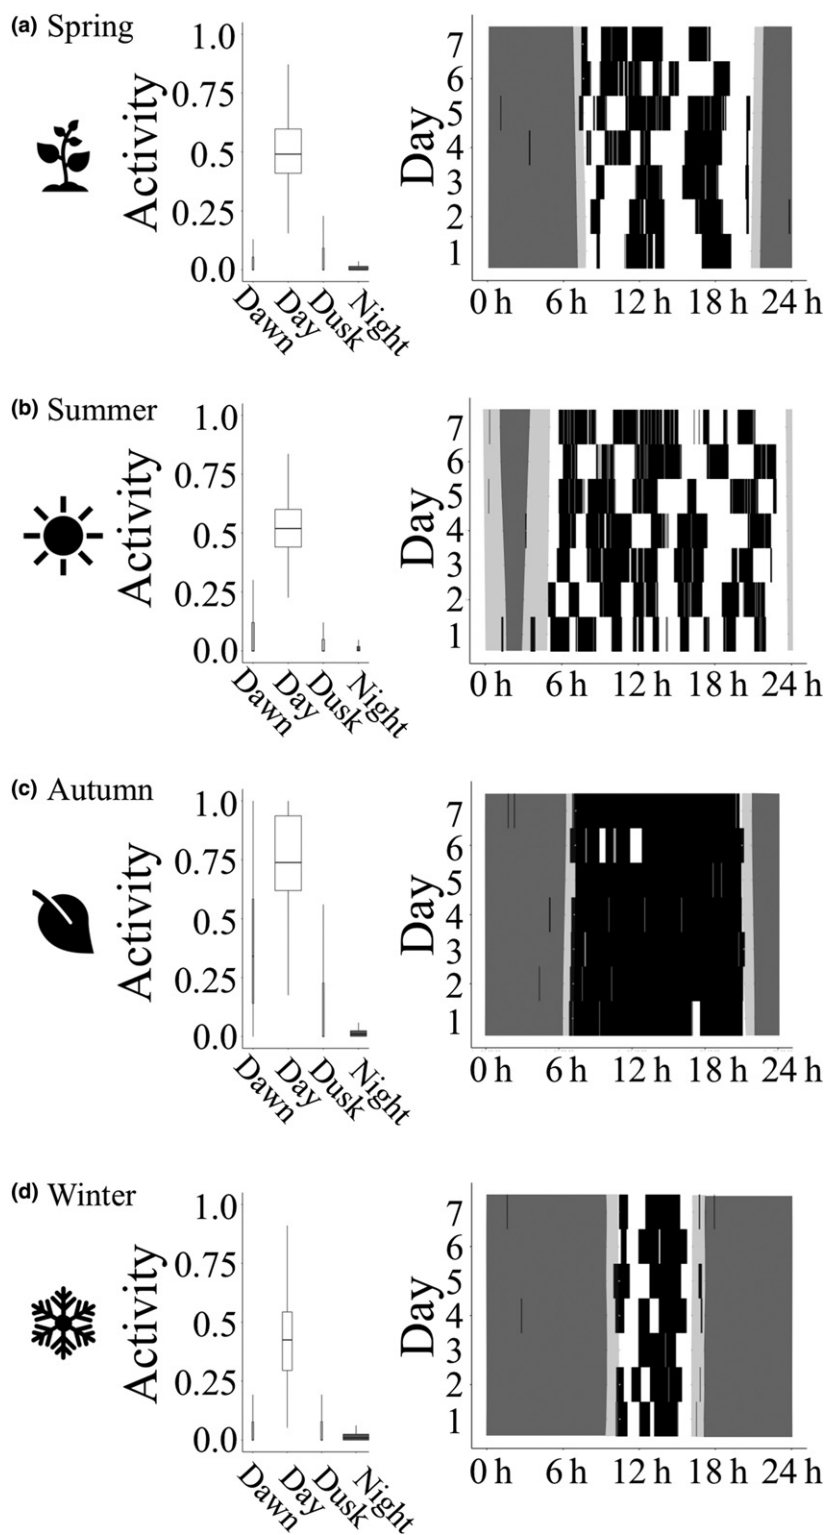 (a) Spring
Activity
1.0
0.75
0.5
0.25
0.0
Dawn
Day
Dusk
Night
Day
7
6
5
4
3
2
1
0 h 6 h 12 h 18 h 24 h
(b) Summer
Activity
1.0
0.75
0.5
0.25
0.0
Dawn
Day
Dusk
Night
Day
7
6
5
4
3
2
1
0 h 6 h 12 h 18 h 24 h
(c) Autumn
Activity
1.0
0.75
0.5
0.25
0.0
Dawn
Day
Dusk
Night
Day
7
6
5
4
3
2
1
0 h 6 h 12 h 18 h 24 h
(d) Winter
Activity
1.0
0.75
0.5
0.25
0.0
Dawn
Day
Dusk
Night
Day
7
6
5
4
3
2
1
0 h 6 h 12 h 18 h 24 h